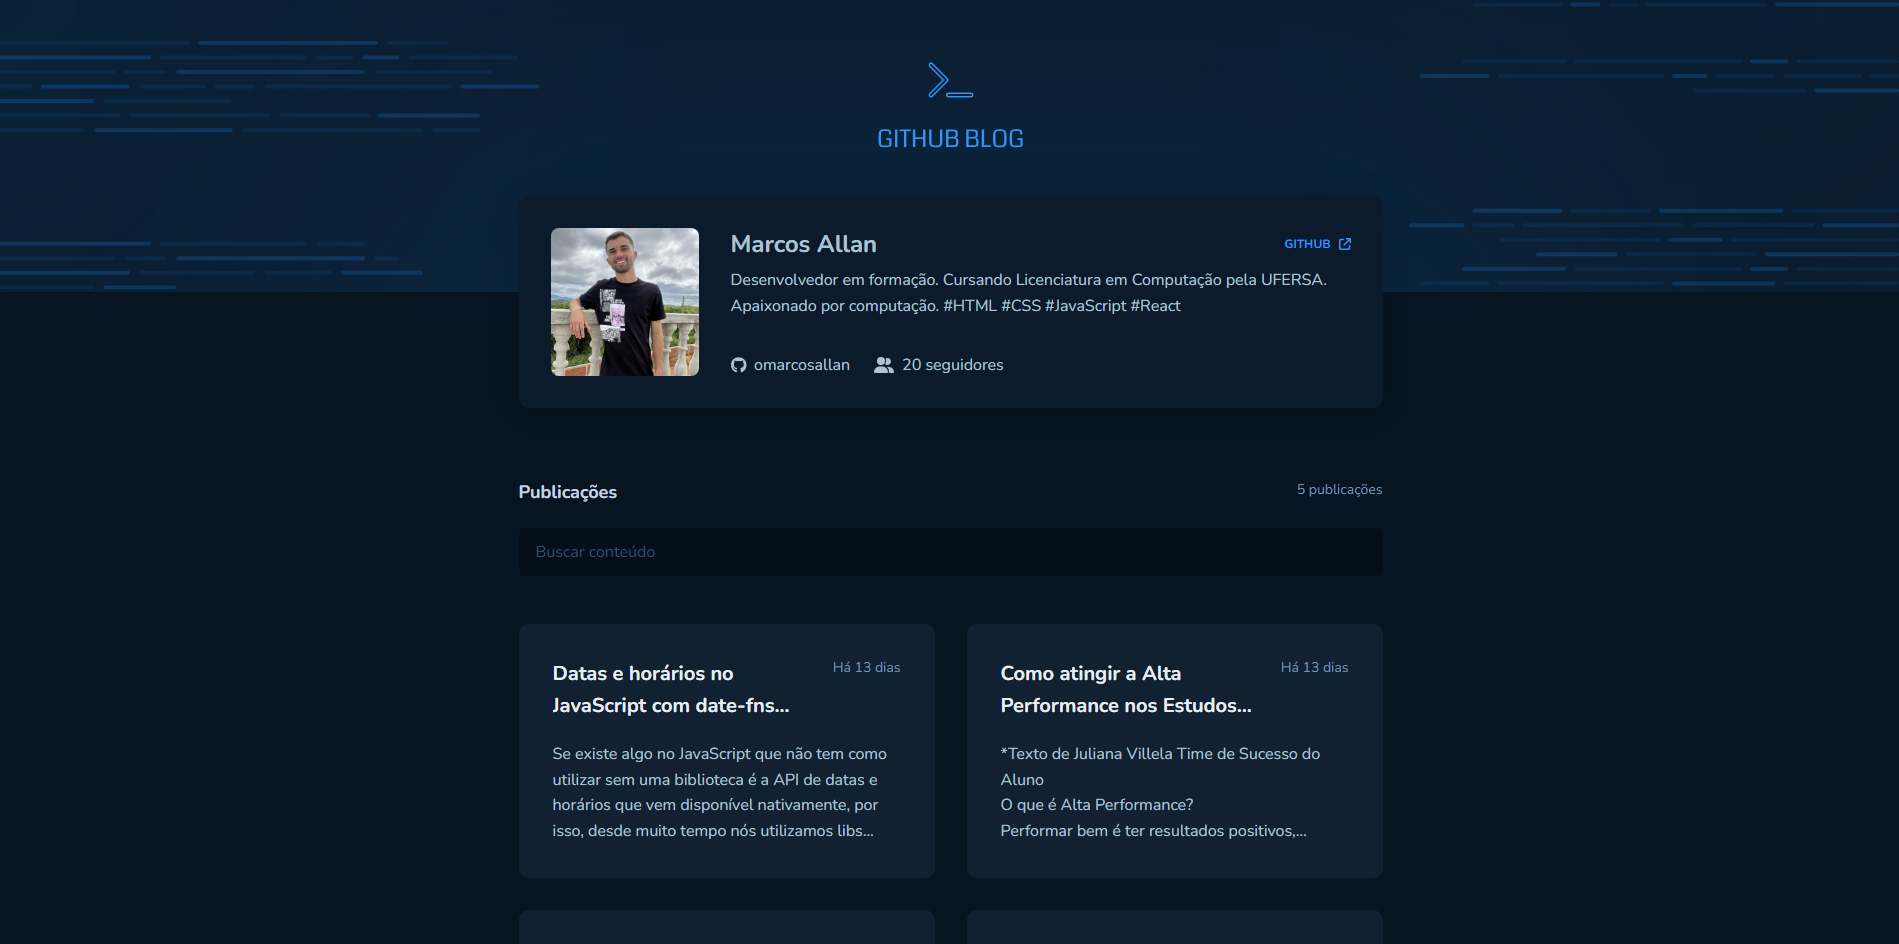 GITHUB BLOG
Marcos Allan
GITHUB
Desenvolvedor em formação. Cursando Licenciatura em Computação pela UFERSA.
Apaixonado por computação. #HTML #CSS #JavaScript #React
omarcosallan
20 seguidores
Publicações
5 publicações
Buscar conteúdo
Datas e horários no
JavaScript com date-fns...
Há 13 dias
Se existe algo no JavaScript que não tem como
utilizar sem uma biblioteca é a API de datas e
horários que vem disponível nativamente, por
isso, desde muito tempo nós utilizamos libs...
Como atingir a Alta
Performance nos Estudos...
Há 13 dias
*Texto de Juliana Villela Time de Sucesso do
Aluno
O que é Alta Performance?
Performar bem é ter resultados positivos,...